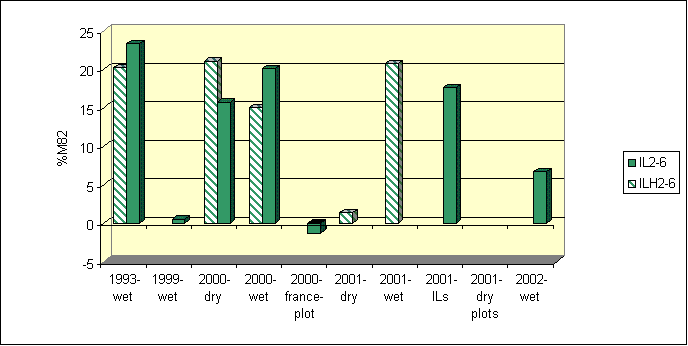 25
20
15
10
5
0
-5
%M82
1993- 1999- 2000- 2000- 2000- 2001- 2001- 2001- 2001- 2002-
wet wet dry wet france- dry wet ILs dry wet
plot plots
IL2-6
ILH2-6